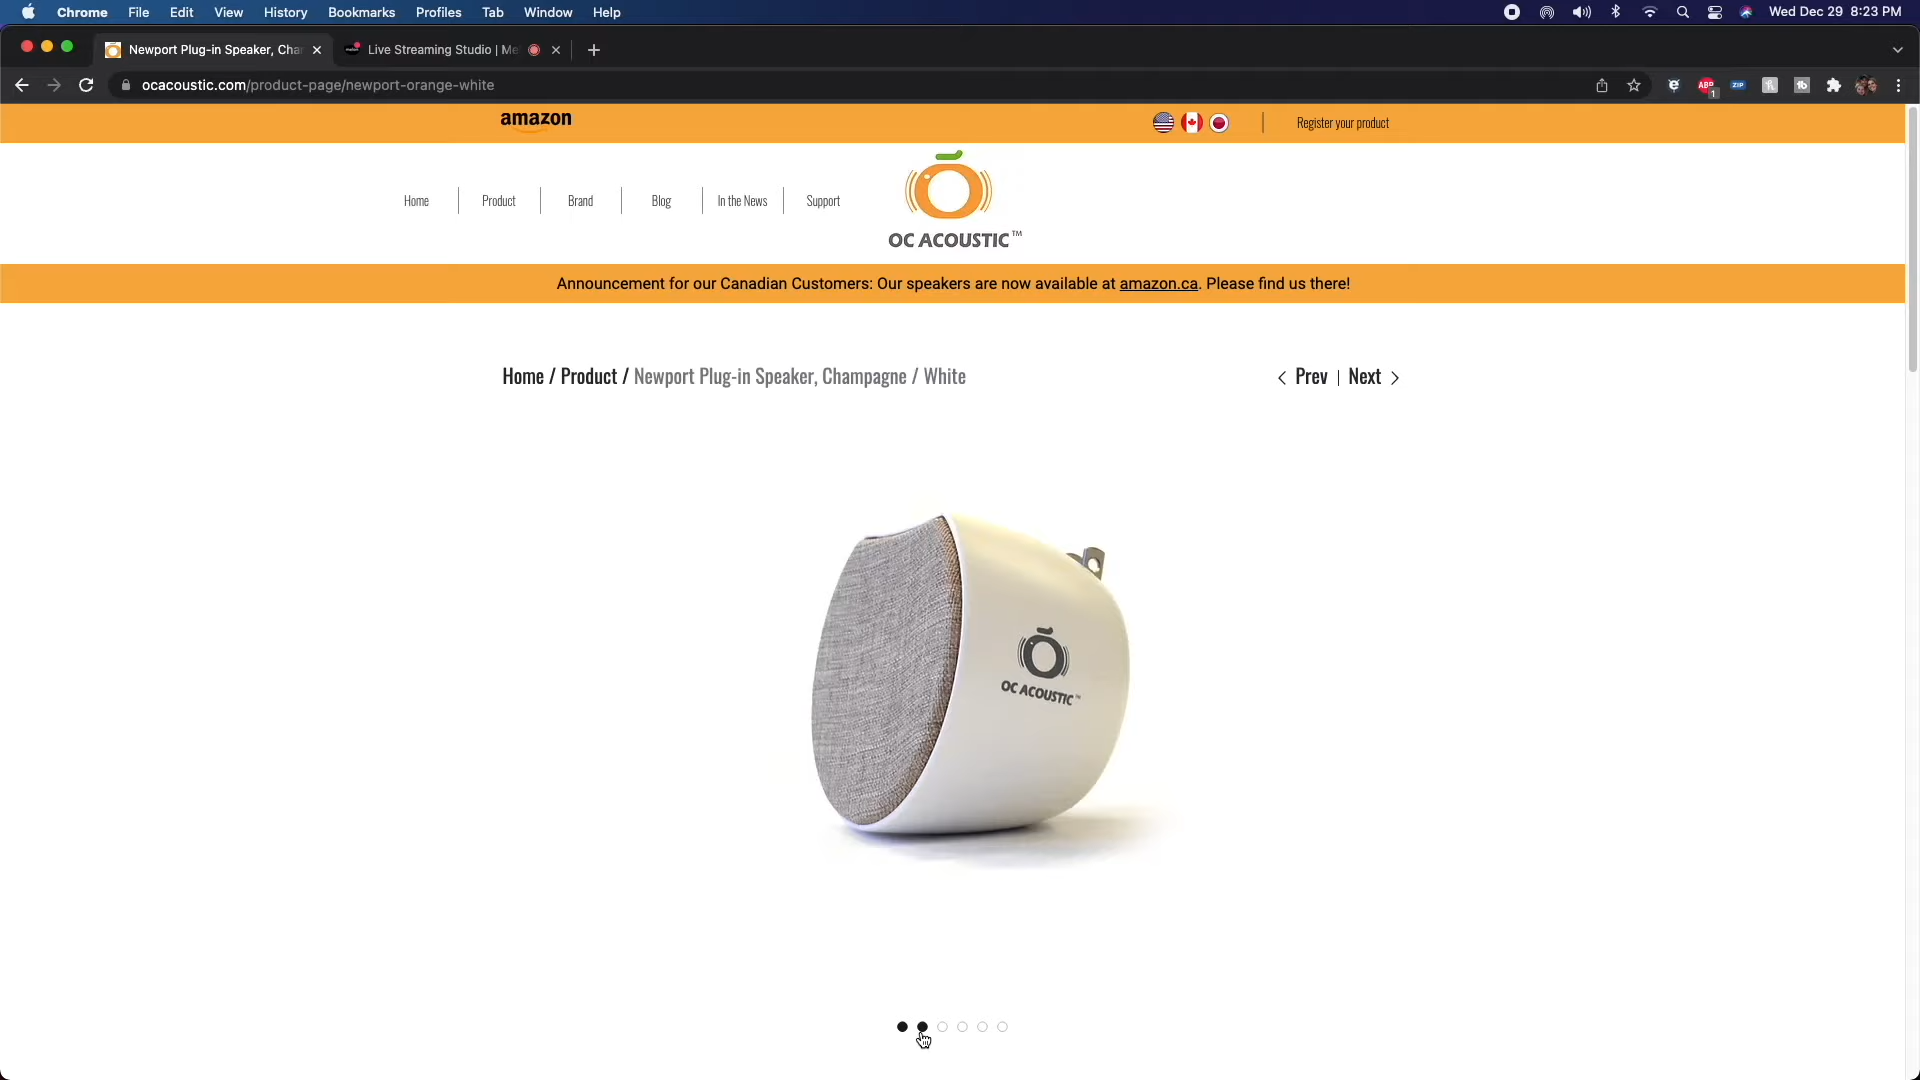 Chrome File Edit View History Bookmarks Profiles Tab Window Help Wed Dec 29 8:23 PM
Newport Plug-in Speaker, Cha Live Streaming Studio | Me
ocacoustic.com/product-page/newport-orange-white ABP 1 ZIP
amazon Register your product
Home Product Brand Blog In the News Support
OC ACOUSTIC™
Announcement for our Canadian Customers: Our speakers are now available at amazon.ca. Please find us there!
Home / Product / Newport Plug-in Speaker, Champagne / White < Prev | Next >
OC ACOUSTIC™